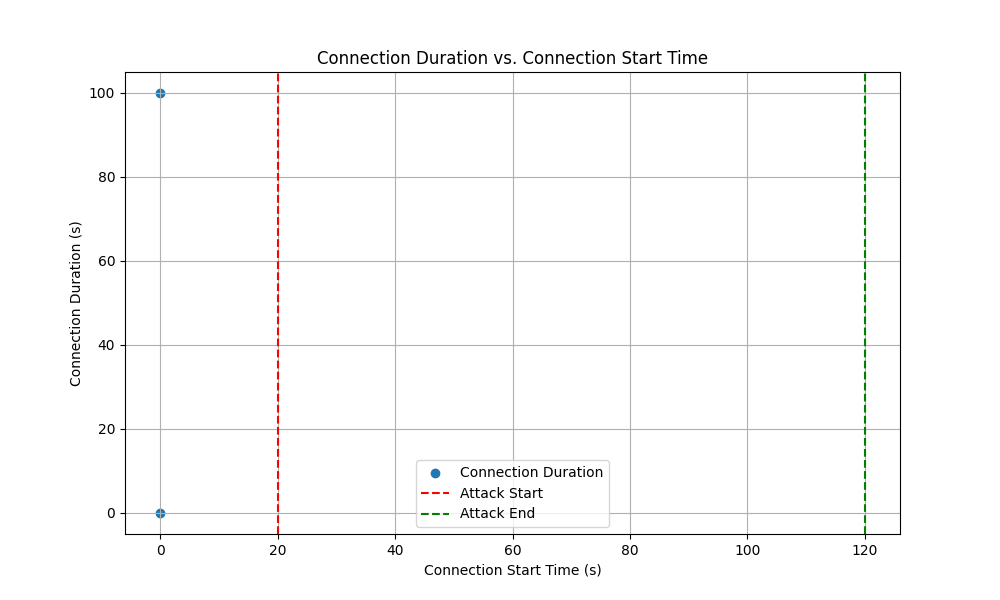 Connection Duration vs. Connection Start Time
Connection Duration (s)
100
80
60
40
20
0
Connection Duration
Attack Start
Attack End
0 20 40 60 80 100 120
Connection Start Time (s)